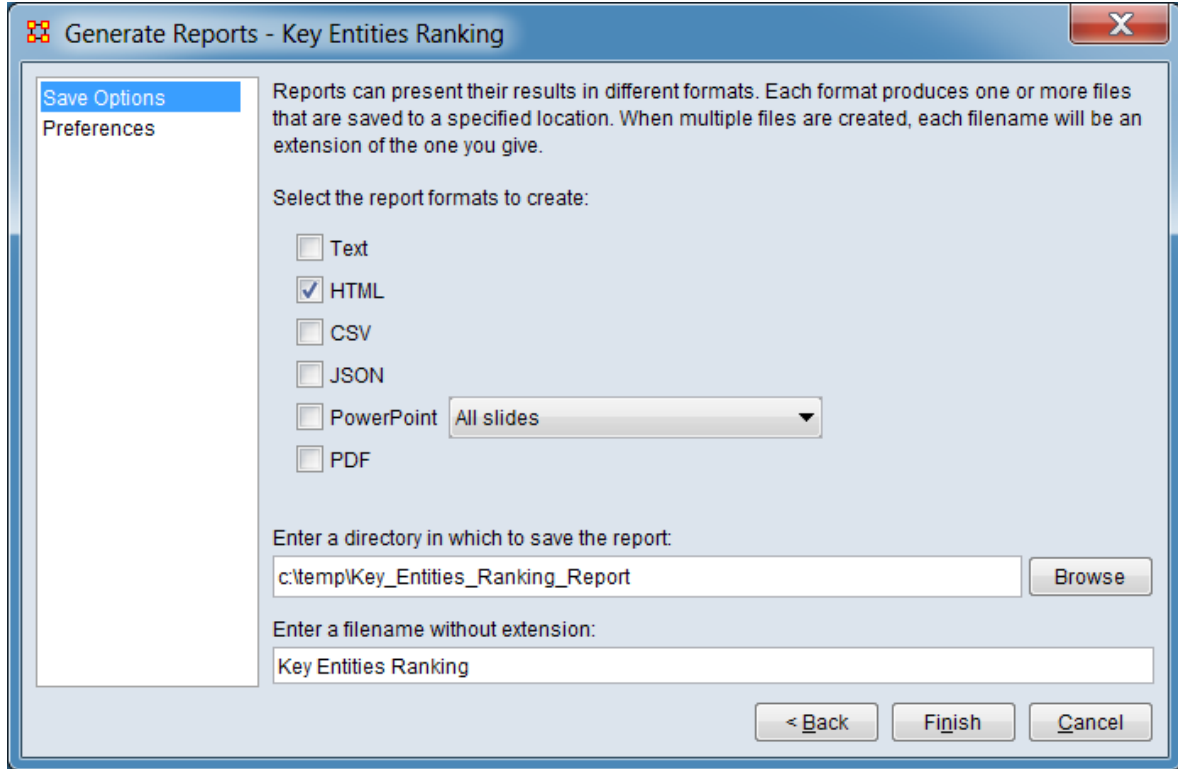 Generate Reports - Key Entities Ranking
X
Save Options
Preferences
Reports can present their results in different formats. Each format produces one or more files
that are saved to a specified location. When multiple files are created, each filename will be an
extension of the one you give.
Select the report formats to create:
Text
HTML
CSV
JSON
PowerPoint All slides
PDF
Enter a directory in which to save the report:
c:\temp\Key_Entities_Ranking_Report Browse
Enter a filename without extension:
Key Entities Ranking
< Back Finish Cancel